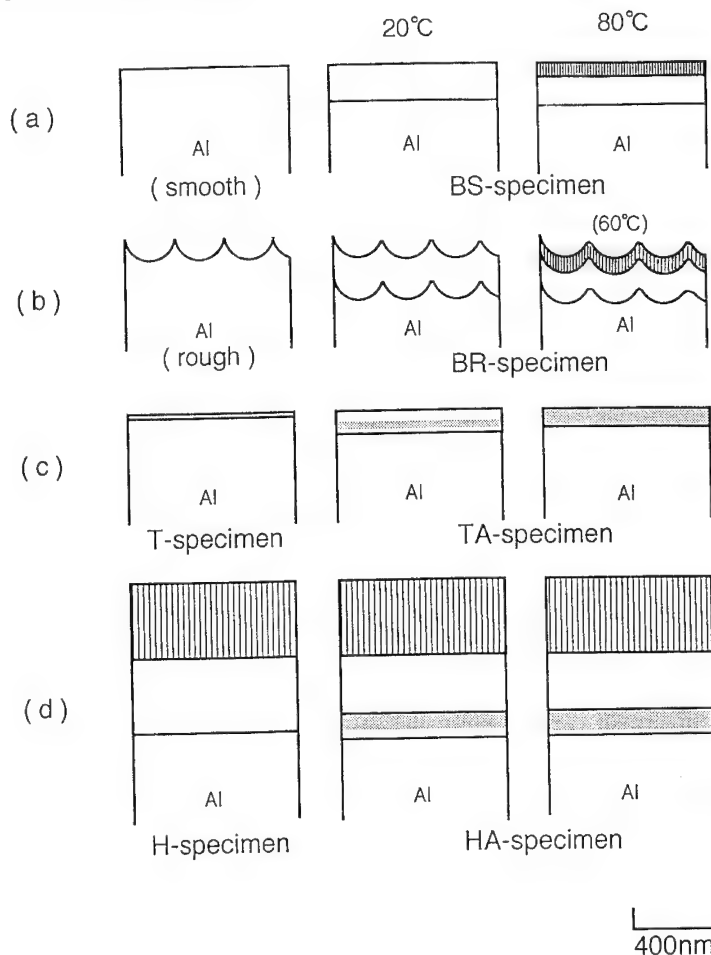 20°C 80°C
(a) Al Al Al
(smooth) BS-specimen
(60°C)
(b) Al Al Al
(rough) BR-specimen
(c) Al Al Al
T-specimen TA-specimen
(d) Al Al Al
H-specimen HA-specimen
400nm